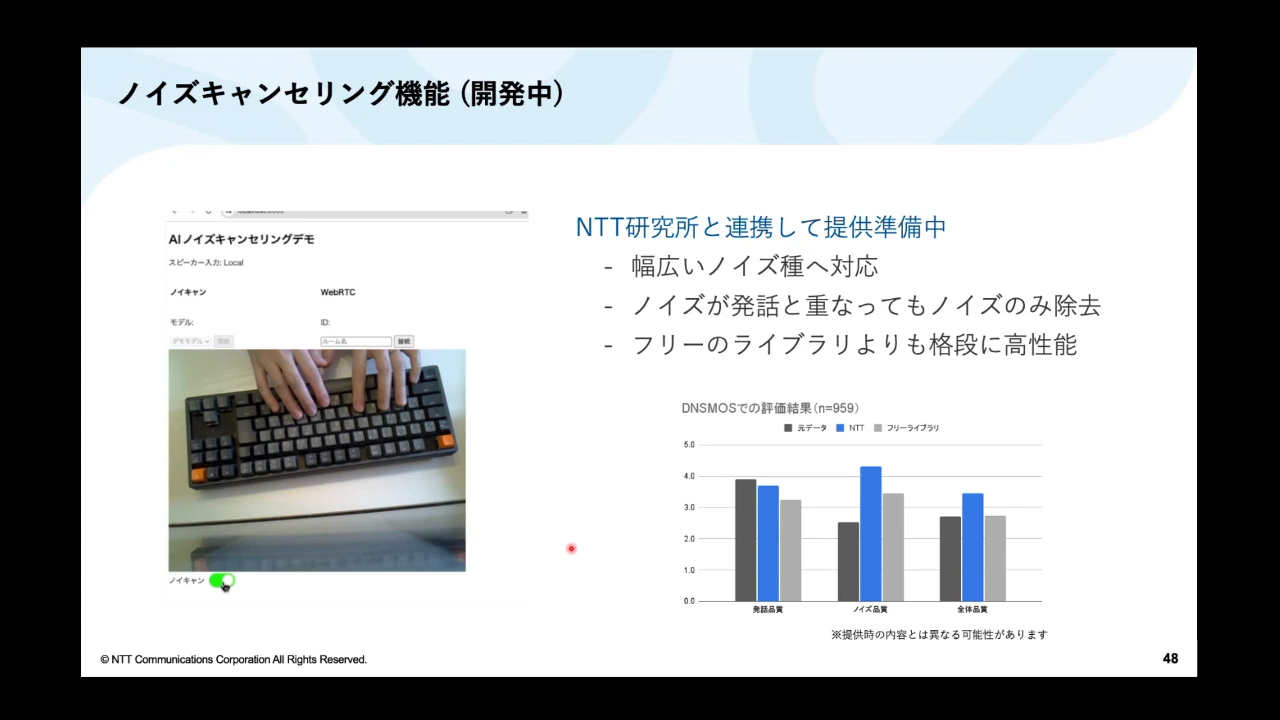 ノイズキャンセリング機能 (開発中)
AIノイズキャンセリングデモ
スピーカー入力: Local
ノイキャン
WebRTC
モデル:
ID:
デモモデル
ルーム名
接続
ノイキャン
NTT研究所と連携して提供準備中
- 幅広いノイズ種へ対応
- ノイズが発話と重なってもノイズのみ除去
- フリーのライブラリよりも格段に高性能
DNSMOSでの評価結果(n=959)
元データ NTT フリーライブラリ
5.0
4.0
3.0
2.0
1.0
0.0
発話品質 ノイズ品質 全体品質
※提供時の内容とは異なる可能性があります
© NTT Communications Corporation All Rights Reserved.
48